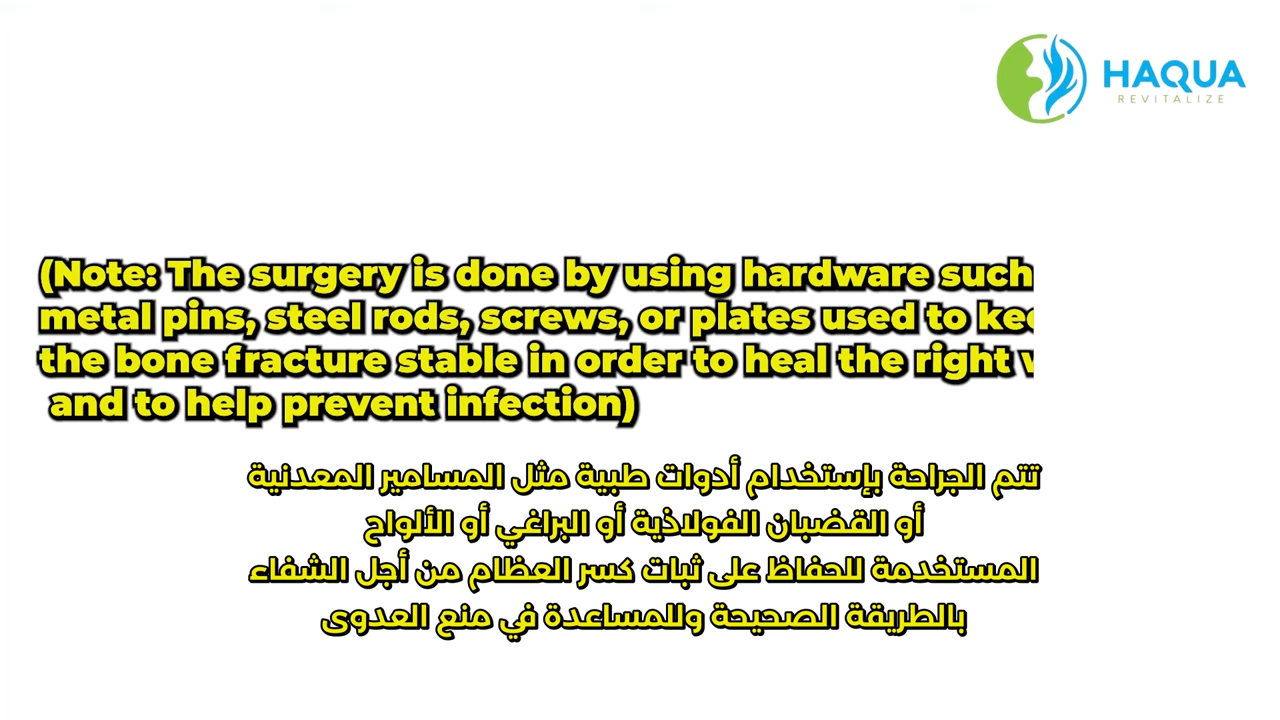 HAQUA
REVITALIZE
(Note: The surgery is done by using hardware such
metal pins, steel rods, screws, or plates used to
the bone fracture stable in order to heal the right
and to help prevent infection)
تتم الجراحة بإستخدام أدوات طبية مثل المسامير المعدنية
أو القضبان الفولاذية أو البراغي أو الألواح
المستخدمة للحفاظ على ثبات كسر العظام من أجل الشفاء
بالطريقة الصحيحة وللمساعدة في منع العدوى